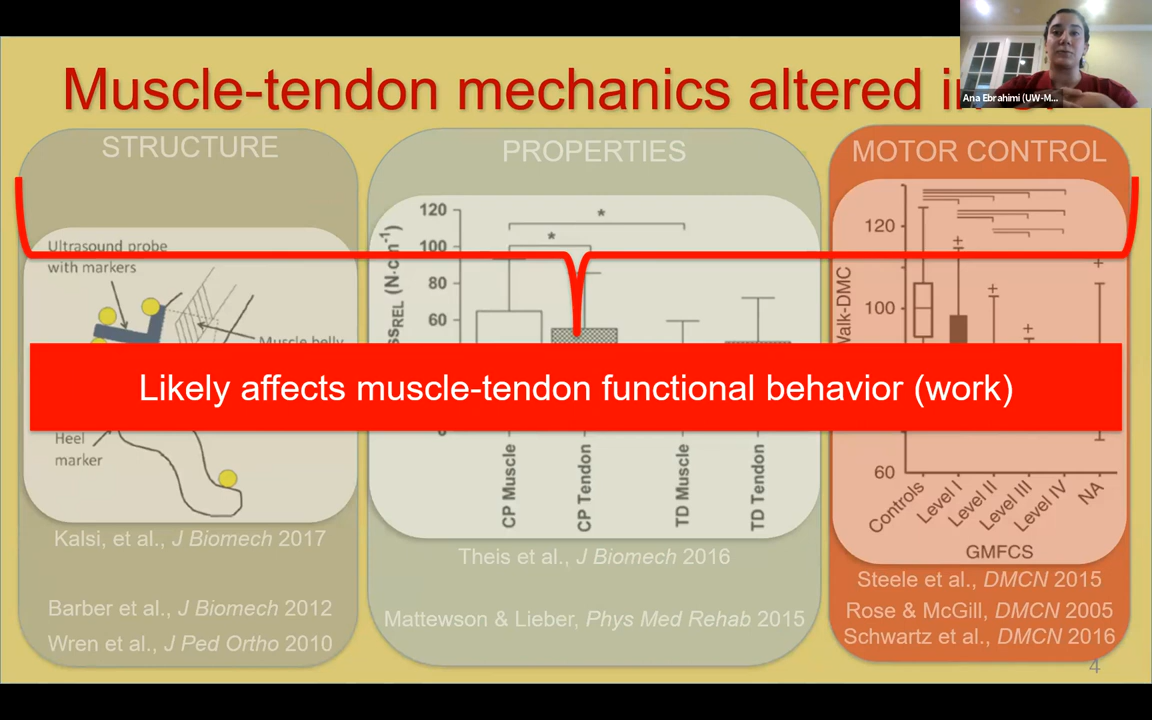 Muscle-tendon mechanics altered in
Ana Ebrahimi (UW-M...
STRUCTURE
Ultrasound probe
with markers
Muscle belly
Heel
marker
Kalsi, et al., J Biomech 2017
Barber et al., J Biomech 2012
Wren et al., J Ped Ortho 2010
PROPERTIES
120
100
80
60
(N·cm⁻¹)
*
*
CP Muscle
CP Tendon
TD Muscle
TD Tendon
Theis et al., J Biomech 2016
Mattewson & Lieber, Phys Med Rehab 2015
MOTOR CONTROL
120
100
60
Walk-DMC
Controls
Level I
Level II
Level III
Level IV
NA
GMFCS
Steele et al., DMCN 2015
Rose & McGill, DMCN 2005
Schwartz et al., DMCN 2016
Likely affects muscle-tendon functional behavior (work)
4